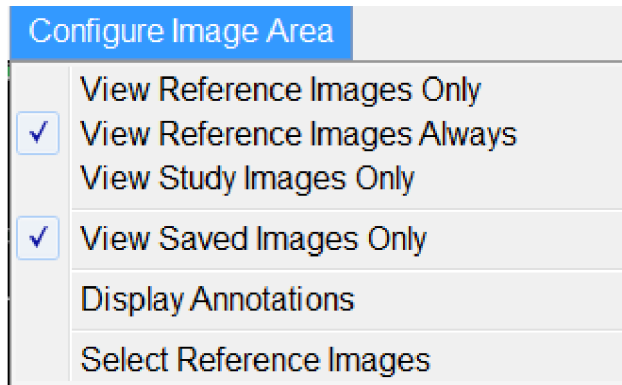 Configure Image Area
View Reference Images Only
View Reference Images Always
View Study Images Only
View Saved Images Only
Display Annotations
Select Reference Images